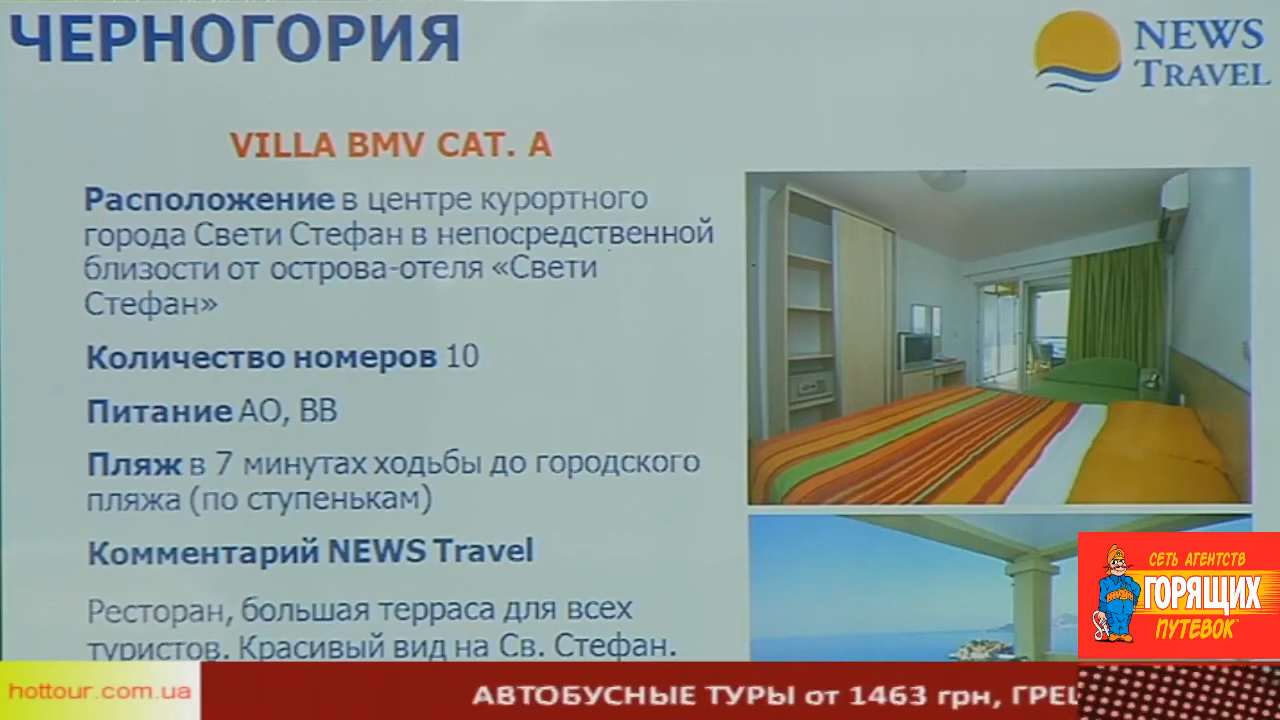 ЧЕРНОГОРИЯ
NEWS
TRAVEL
VILLA BMV CAT. A
Расположение в центре курортного
города Свети Стефан в непосредственной
близости от острова-отеля «Свети
Стефан»
Количество номеров 10
Питание AO, BB
Пляж в 7 минутах ходьбы до городского
пляжа (по ступенькам)
Комментарий NEWS Travel
Ресторан, большая терраса для всех
туристов. Красивый вид на Св. Стефан.
СЕТЬ АГЕНТСТВ
ГОРЯЩИХ
ПУТЕВОК
hottour.com.ua
АВТОБУСНЫЕ ТУРЫ от 1463 грн,